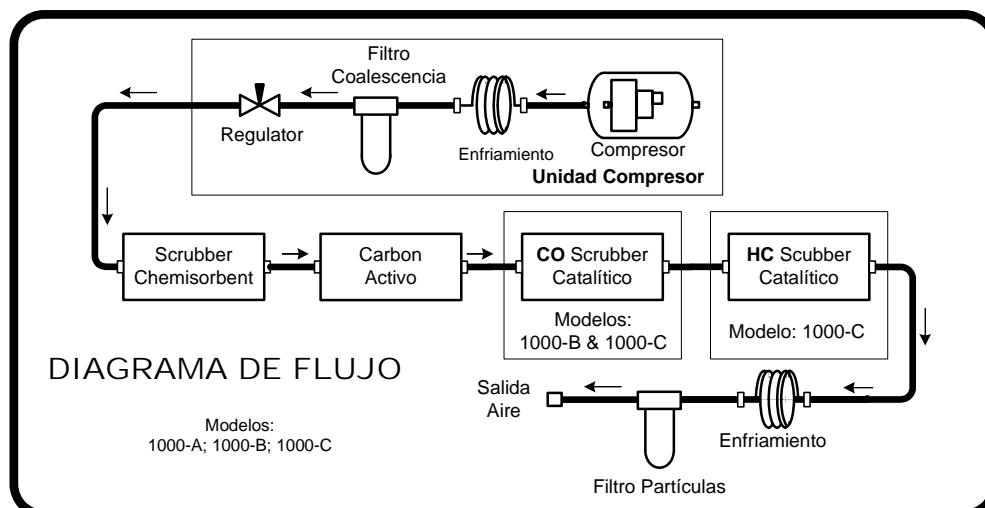 Filtro
Coalescencia
Regulator
Enfriamiento
Compresor
Unidad Compresor
Scrubber
Chemisorbent
Carbon
Activo
CO Scrubber
Catalítico
HC Scubber
Catalítico
Modelos:
1000-B & 1000-C
Modelo: 1000-C
DIAGRAMA DE FLUJO
Modelos:
1000-A; 1000-B; 1000-C
Salida
Aire
Enfriamiento
Filtro Partículas